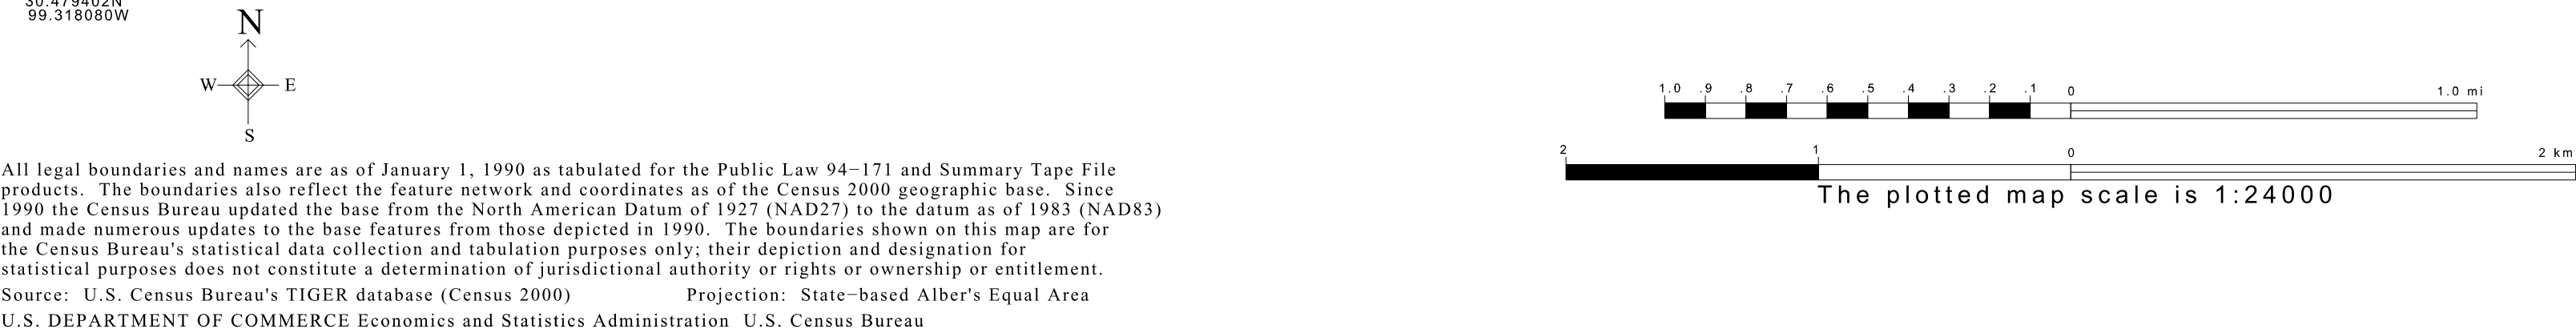 30.479402N
99.318080W
N
W E
S
1.0 .9 .8 .7 .6 .5 .4 .3 .2 .1 0 1.0 mi
2 1 0 2 km
The plotted map scale is 1:24000
All legal boundaries and names are as of January 1, 1990 as tabulated for the Public Law 94−171 and Summary Tape File
products. The boundaries also reflect the feature network and coordinates as of the Census 2000 geographic base. Since
1990 the Census Bureau updated the base from the North American Datum of 1927 (NAD27) to the datum as of 1983 (NAD83)
and made numerous updates to the base features from those depicted in 1990. The boundaries shown on this map are for
the Census Bureau's statistical data collection and tabulation purposes only; their depiction and designation for
statistical purposes does not constitute a determination of jurisdictional authority or rights or ownership or entitlement.
Source: U.S. Census Bureau's TIGER database (Census 2000) Projection: State−based Alber's Equal Area
U.S. DEPARTMENT OF COMMERCE Economics and Statistics Administration U.S. Census Bureau